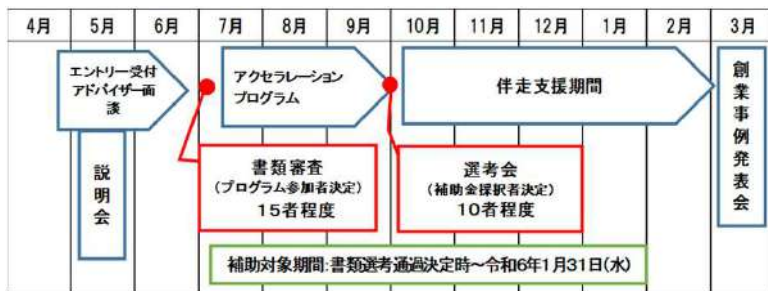 4月 5月 6月 7月 8月 9月 10月 11月 12月 1月 2月 3月
エントリー受付
アドバイザー面
談
アクセラレーション
プログラム
伴走支援期間
創業事例発表会
説明会
書類審査
(プログラム参加者決定)
15者程度
選考会
(補助金採択者決定)
10者程度
補助対象期間:書類選考通過決定時～令和6年1月31日(水)